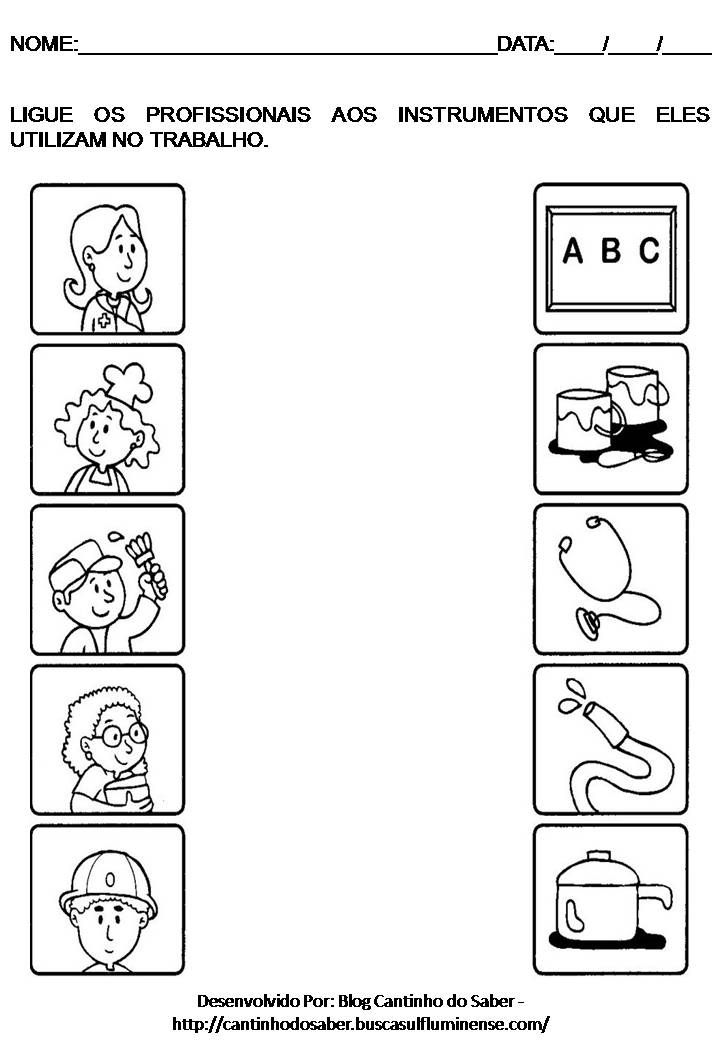 NOME:___________________________________DATA:____/____/____
LIGUE OS PROFISSIONAIS AOS INSTRUMENTOS QUE ELES
UTILIZAM NO TRABALHO.
A B C
Desenvolvido Por: Blog Cantinho do Saber -
http://cantinhodosaber.buscasulfluminense.com/